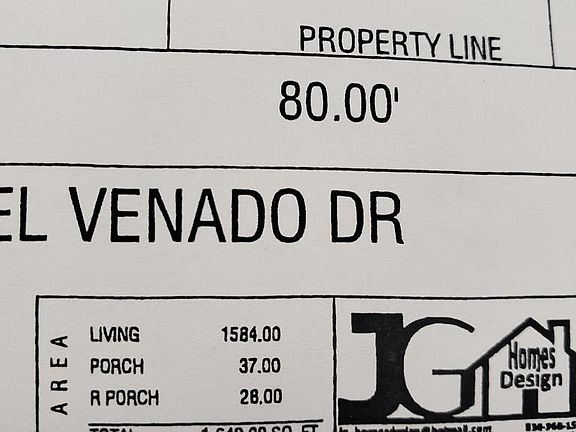 PROPERTY LINE
80.00'
EL VENADO DR
AREA
LIVING 1584.00
PORCH 37.00
R PORCH 28.00
JG Homes Design